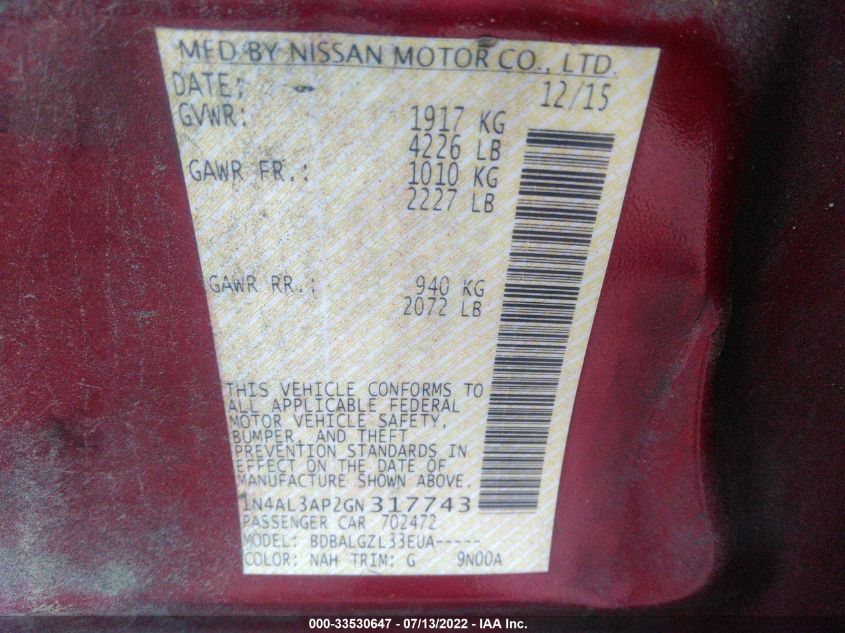 MFD BY NISSAN MOTOR CO., LTD.
DATE: 12/15
GVWR: 1917 KG
4226 LB
GAWR FR.: 1010 KG
2227 LB
GAWR RR.: 940 KG
2072 LB
THIS VEHICLE CONFORMS TO
ALL APPLICABLE FEDERAL
MOTOR VEHICLE SAFETY,
BUMPER, AND THEFT
PREVENTION STANDARDS IN
EFFECT ON THE DATE OF
MANUFACTURE SHOWN ABOVE.
1N4AL3AP2GN317743
PASSENGER CAR 702472
MODEL: BDBALGZL33EUA-----
COLOR: NAH TRIM: G 9N00A
000-33530647 - 07/13/2022 - IAA Inc.